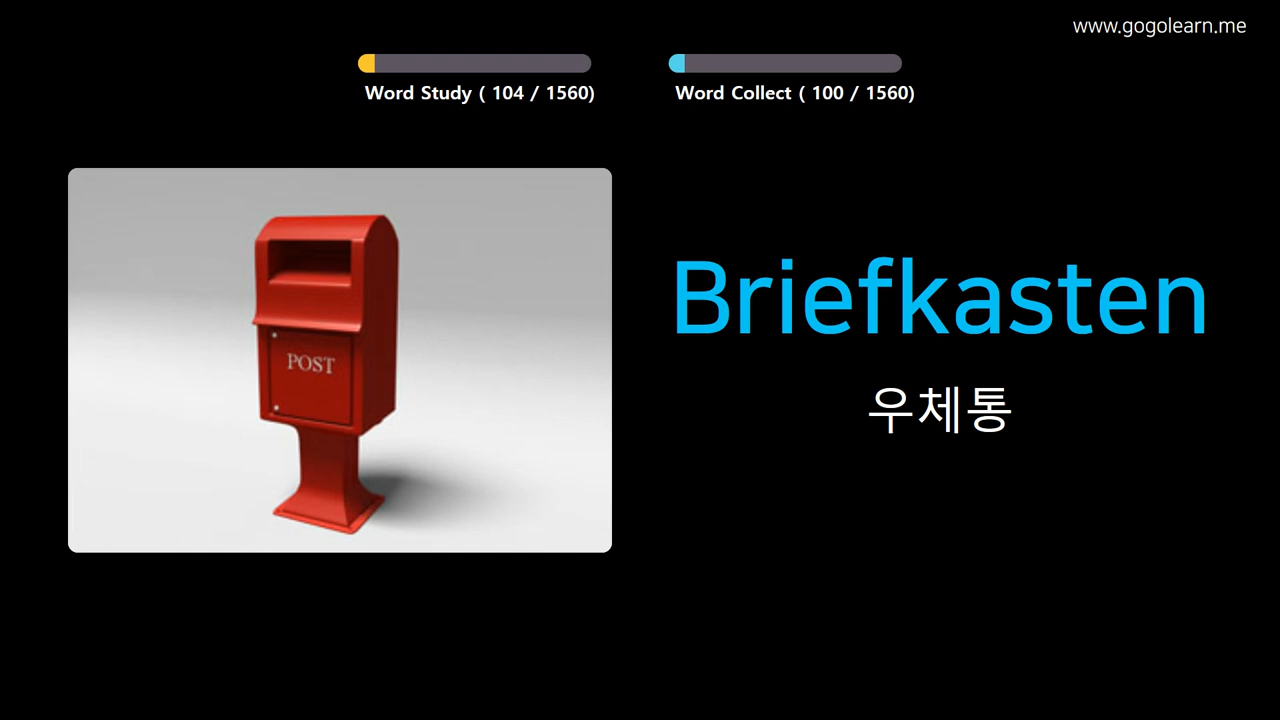 www.gogolearn.me
Word Study ( 104 / 1560)
Word Collect ( 100 / 1560)
POST
Briefkasten
우체통